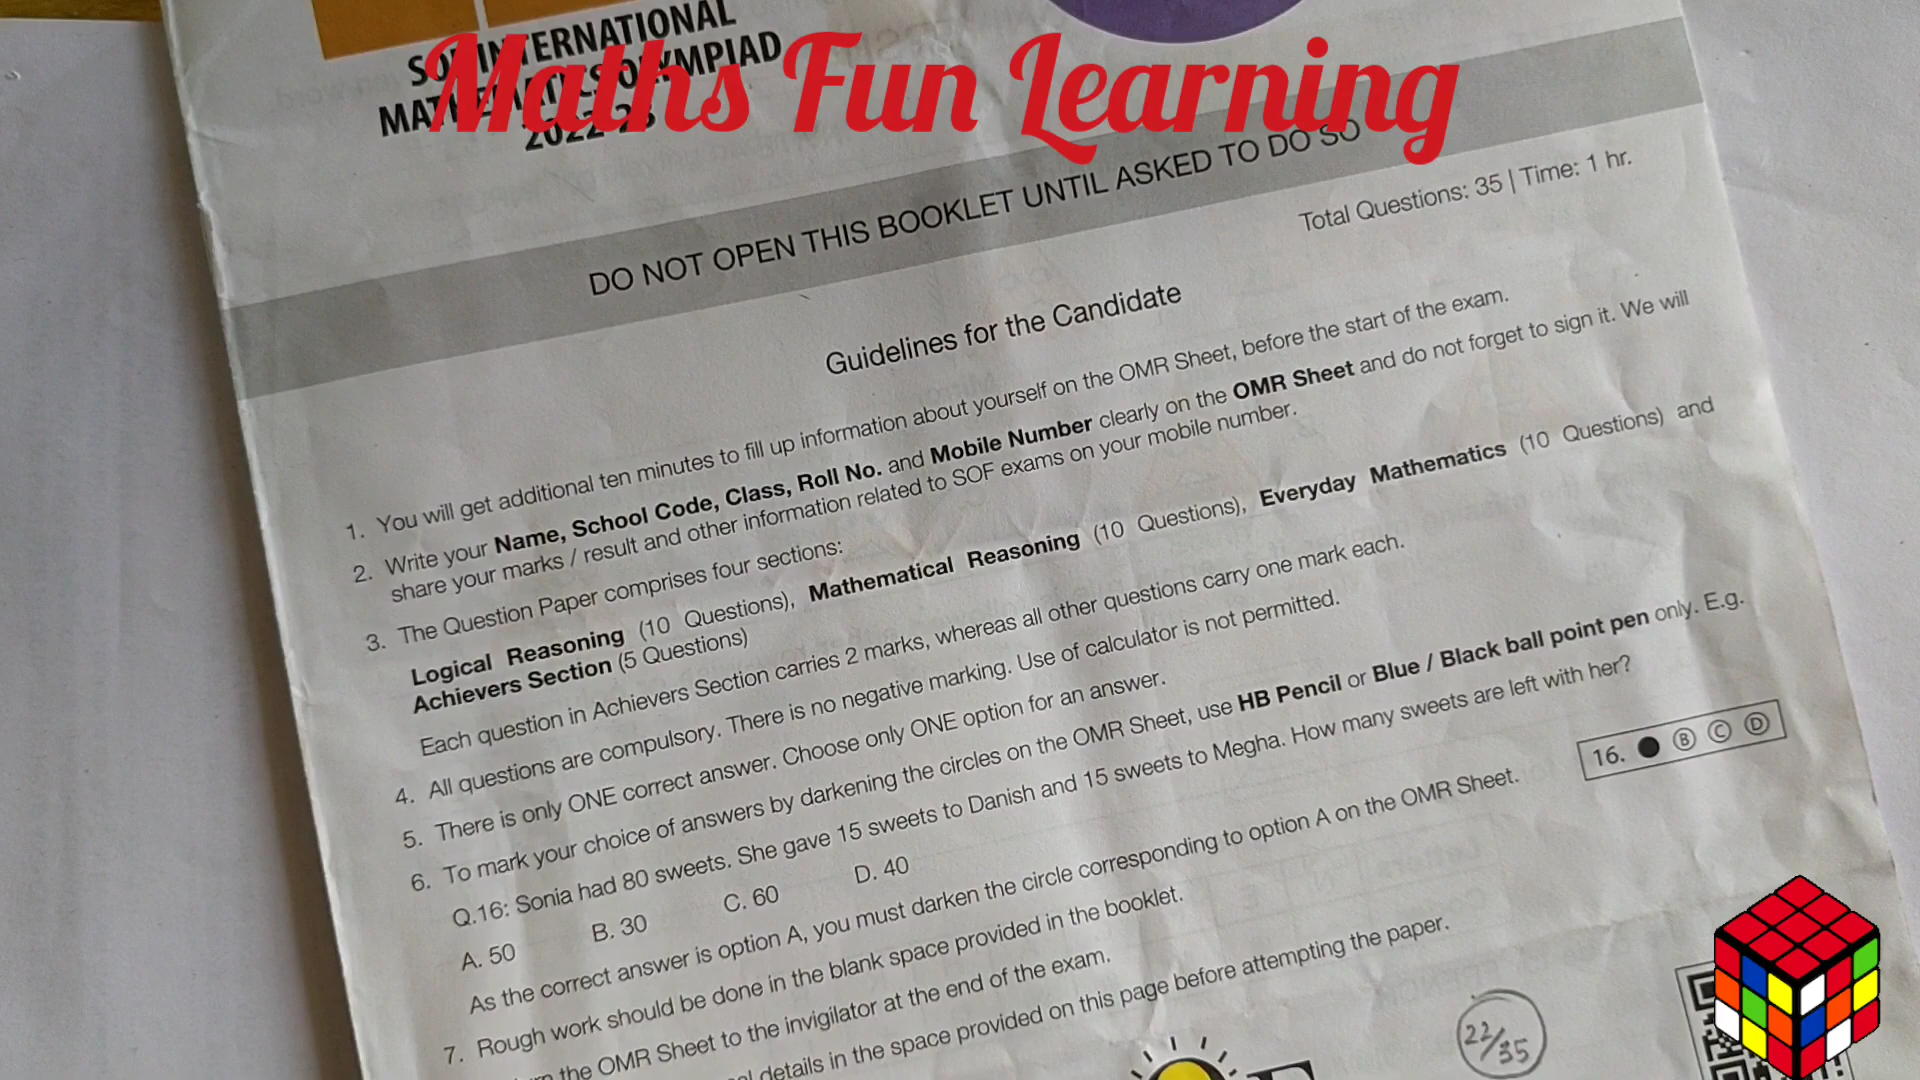 SOF INTERNATIONAL
MATHEMATICS OLYMPIAD
2022-23
Maths Fun Learning
DO NOT OPEN THIS BOOKLET UNTIL ASKED TO DO SO
Total Questions: 35 | Time: 1 hr.
Guidelines for the Candidate
1. You will get additional ten minutes to fill up information about yourself on the OMR Sheet, before the start of the exam.
2. Write your Name, School Code, Class, Roll No. and Mobile Number clearly on the OMR Sheet and do not forget to sign it. We will
share your marks / result and other information related to SOF exams on your mobile number.
3. The Question Paper comprises four sections:
Logical Reasoning (10 Questions), Mathematical Reasoning (10 Questions), Everyday Mathematics (10 Questions) and
Achievers Section (5 Questions)
Each question in Achievers Section carries 2 marks, whereas all other questions carry one mark each.
4. All questions are compulsory. There is no negative marking. Use of calculator is not permitted.
5. There is only ONE correct answer. Choose only ONE option for an answer.
6. To mark your choice of answers by darkening the circles on the OMR Sheet, use HB Pencil or Blue / Black ball point pen only. E.g.
Q.16: Sonia had 80 sweets. She gave 15 sweets to Danish and 15 sweets to Megha. How many sweets are left with her?
A. 50 B. 30 C. 60 D. 40
16. B C D
As the correct answer is option A, you must darken the circle corresponding to option A on the OMR Sheet.
7. Rough work should be done in the blank space provided in the booklet.
the OMR Sheet to the invigilator at the end of the exam.
details in the space provided on this page before attempting the paper.
22/35